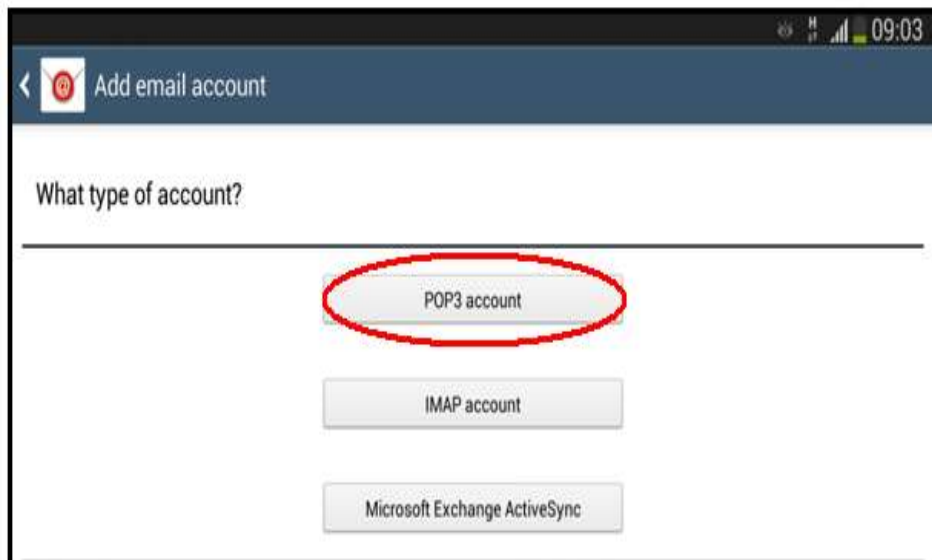 09:03
Add email account
What type of account?
POP3 account
IMAP account
Microsoft Exchange ActiveSync